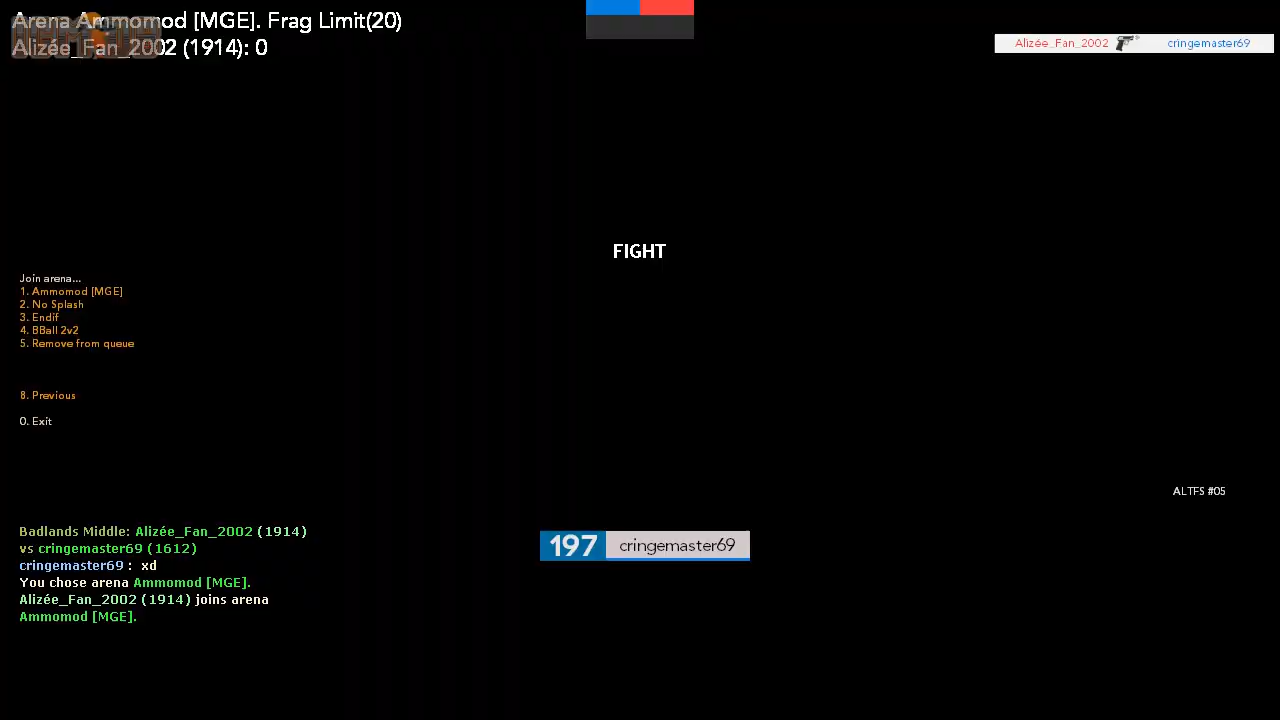 Arena Ammomod [MGE]. Frag Limit(20)
Alizée_Fan_2002 (1914): 0
Alizée_Fan_2002 cringemaster69
FIGHT
Join arena...
1. Ammomod [MGE]
2. No Splash
3. Endif
4. BBall 2v2
5. Remove from queue
8. Previous
0. Exit
ALTFS #05
Badlands Middle: Alizée_Fan_2002 (1914)
vs cringemaster69 (1612)
cringemaster69 : xd
You chose arena Ammomod [MGE].
Alizée_Fan_2002 (1914) joins arena
Ammomod [MGE].
197 cringemaster69